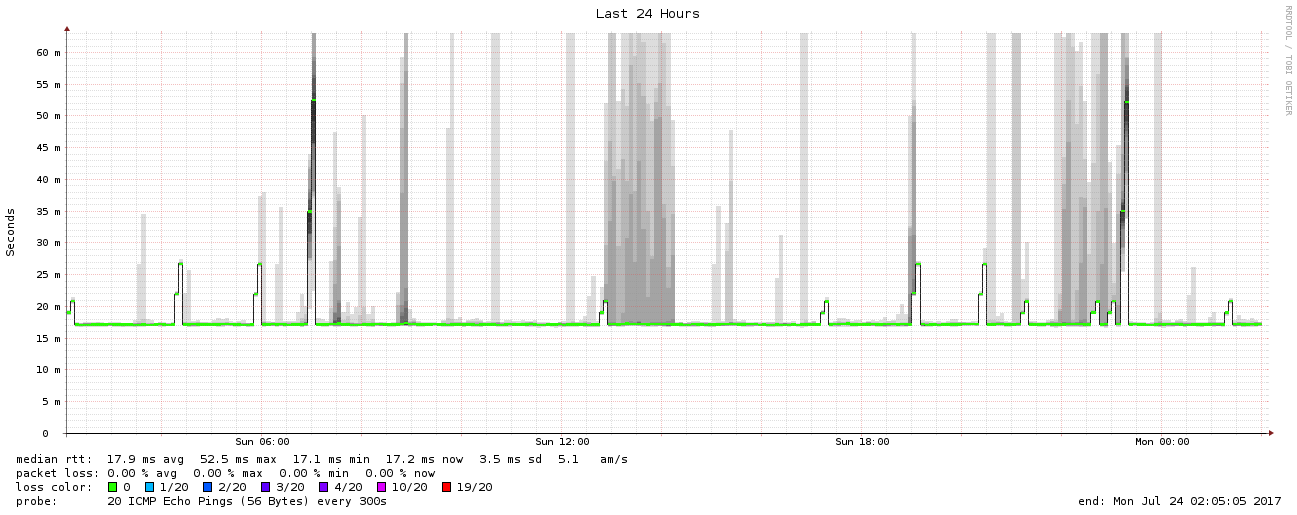 Last 24 Hours
RRDTOOL / TOBI OETIKER
Seconds
60 m
55 m
50 m
45 m
40 m
35 m
30 m
25 m
20 m
15 m
10 m
5 m
0
Sun 06:00 Sun 12:00 Sun 18:00 Mon 00:00
median rtt: 17.9 ms avg 52.5 ms max 17.1 ms min 17.2 ms now 3.5 ms sd 5.1 am/s
packet loss: 0.00 % avg 0.00 % max 0.00 % min 0.00 % now
loss color: 0 1/20 2/20 3/20 4/20 10/20 19/20
probe: 20 ICMP Echo Pings (56 Bytes) every 300s end: Mon Jul 24 02:05:05 2017